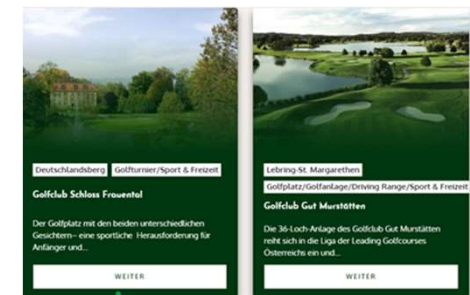 Deutschlandsberg Golfturnier/Sport & Freizeit
Golfclub Schloss Frauental
Der Golfplatz mit den beiden unterschiedlichen
Gesichtern– eine sportliche Herausforderung für
Anfänger und...
WEITER
Lebring-St. Margarethen
Golfplatz/Golfanlage/Driving Range/Sport & Freizeit
Golfclub Gut Murstätten
Die 36-Loch-Anlage des Golfclub Gut Murstätten
reiht sich in die Liga der Leading Golfcourses
Österreichs ein und...
WEITER